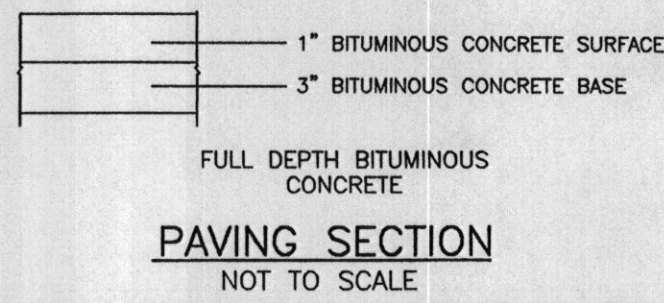 1" BITUMINOUS CONCRETE SURFACE
3" BITUMINOUS CONCRETE BASE
FULL DEPTH BITUMINOUS
CONCRETE
PAVING SECTION
NOT TO SCALE